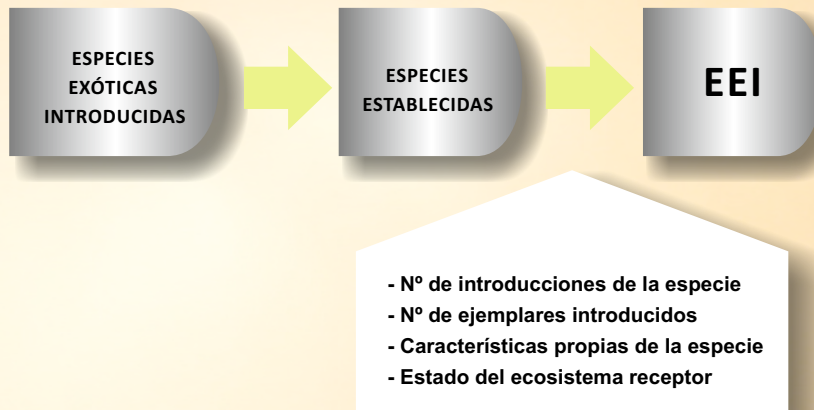 ESPECIES
EXÓTICAS
INTRODUCIDAS
ESPECIES
ESTABLECIDAS
EEI
- Nº de introducciones de la especie
- Nº de ejemplares introducidos
- Características propias de la especie
- Estado del ecosistema receptor